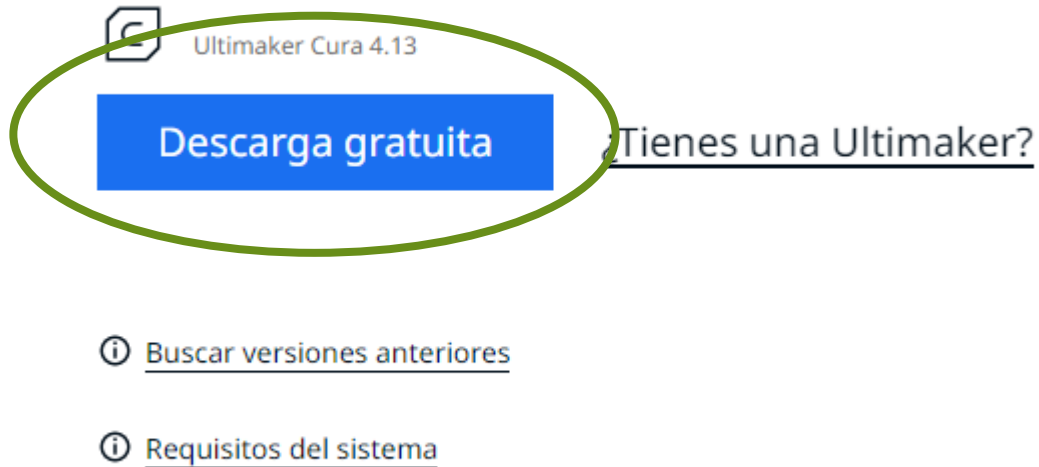 Ultimaker Cura 4.13
Descarga gratuita
¿Tienes una Ultimaker?
Buscar versiones anteriores
Requisitos del sistema